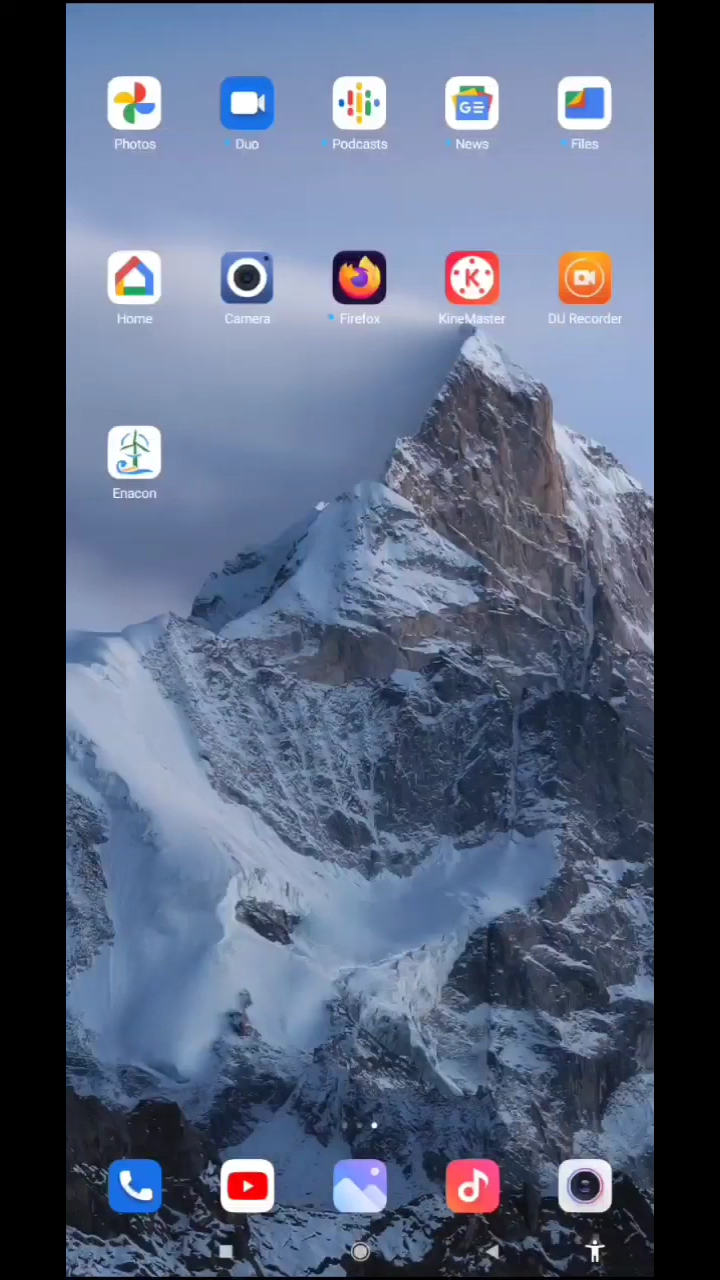 Photos Duo Podcasts News Files
Home Camera Firefox KineMaster DU Recorder
Enacon